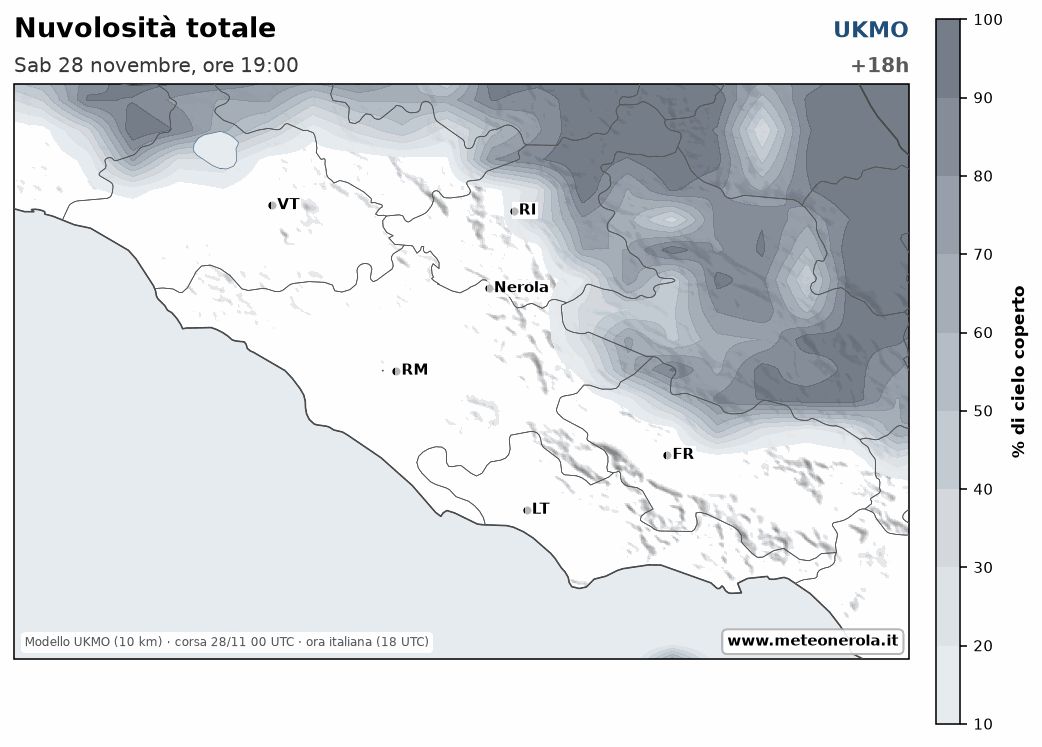 Nuvolosità totale
UKMO
Sab 28 novembre, ore 19:00
+18h
100
90
80
70
60
50
40
30
20
10
% di cielo coperto
VT
RI
Nerola
RM
FR
LT
Modello UKMO (10 km) · corsa 28/11 00 UTC · ora italiana (18 UTC)
www.meteonerola.it